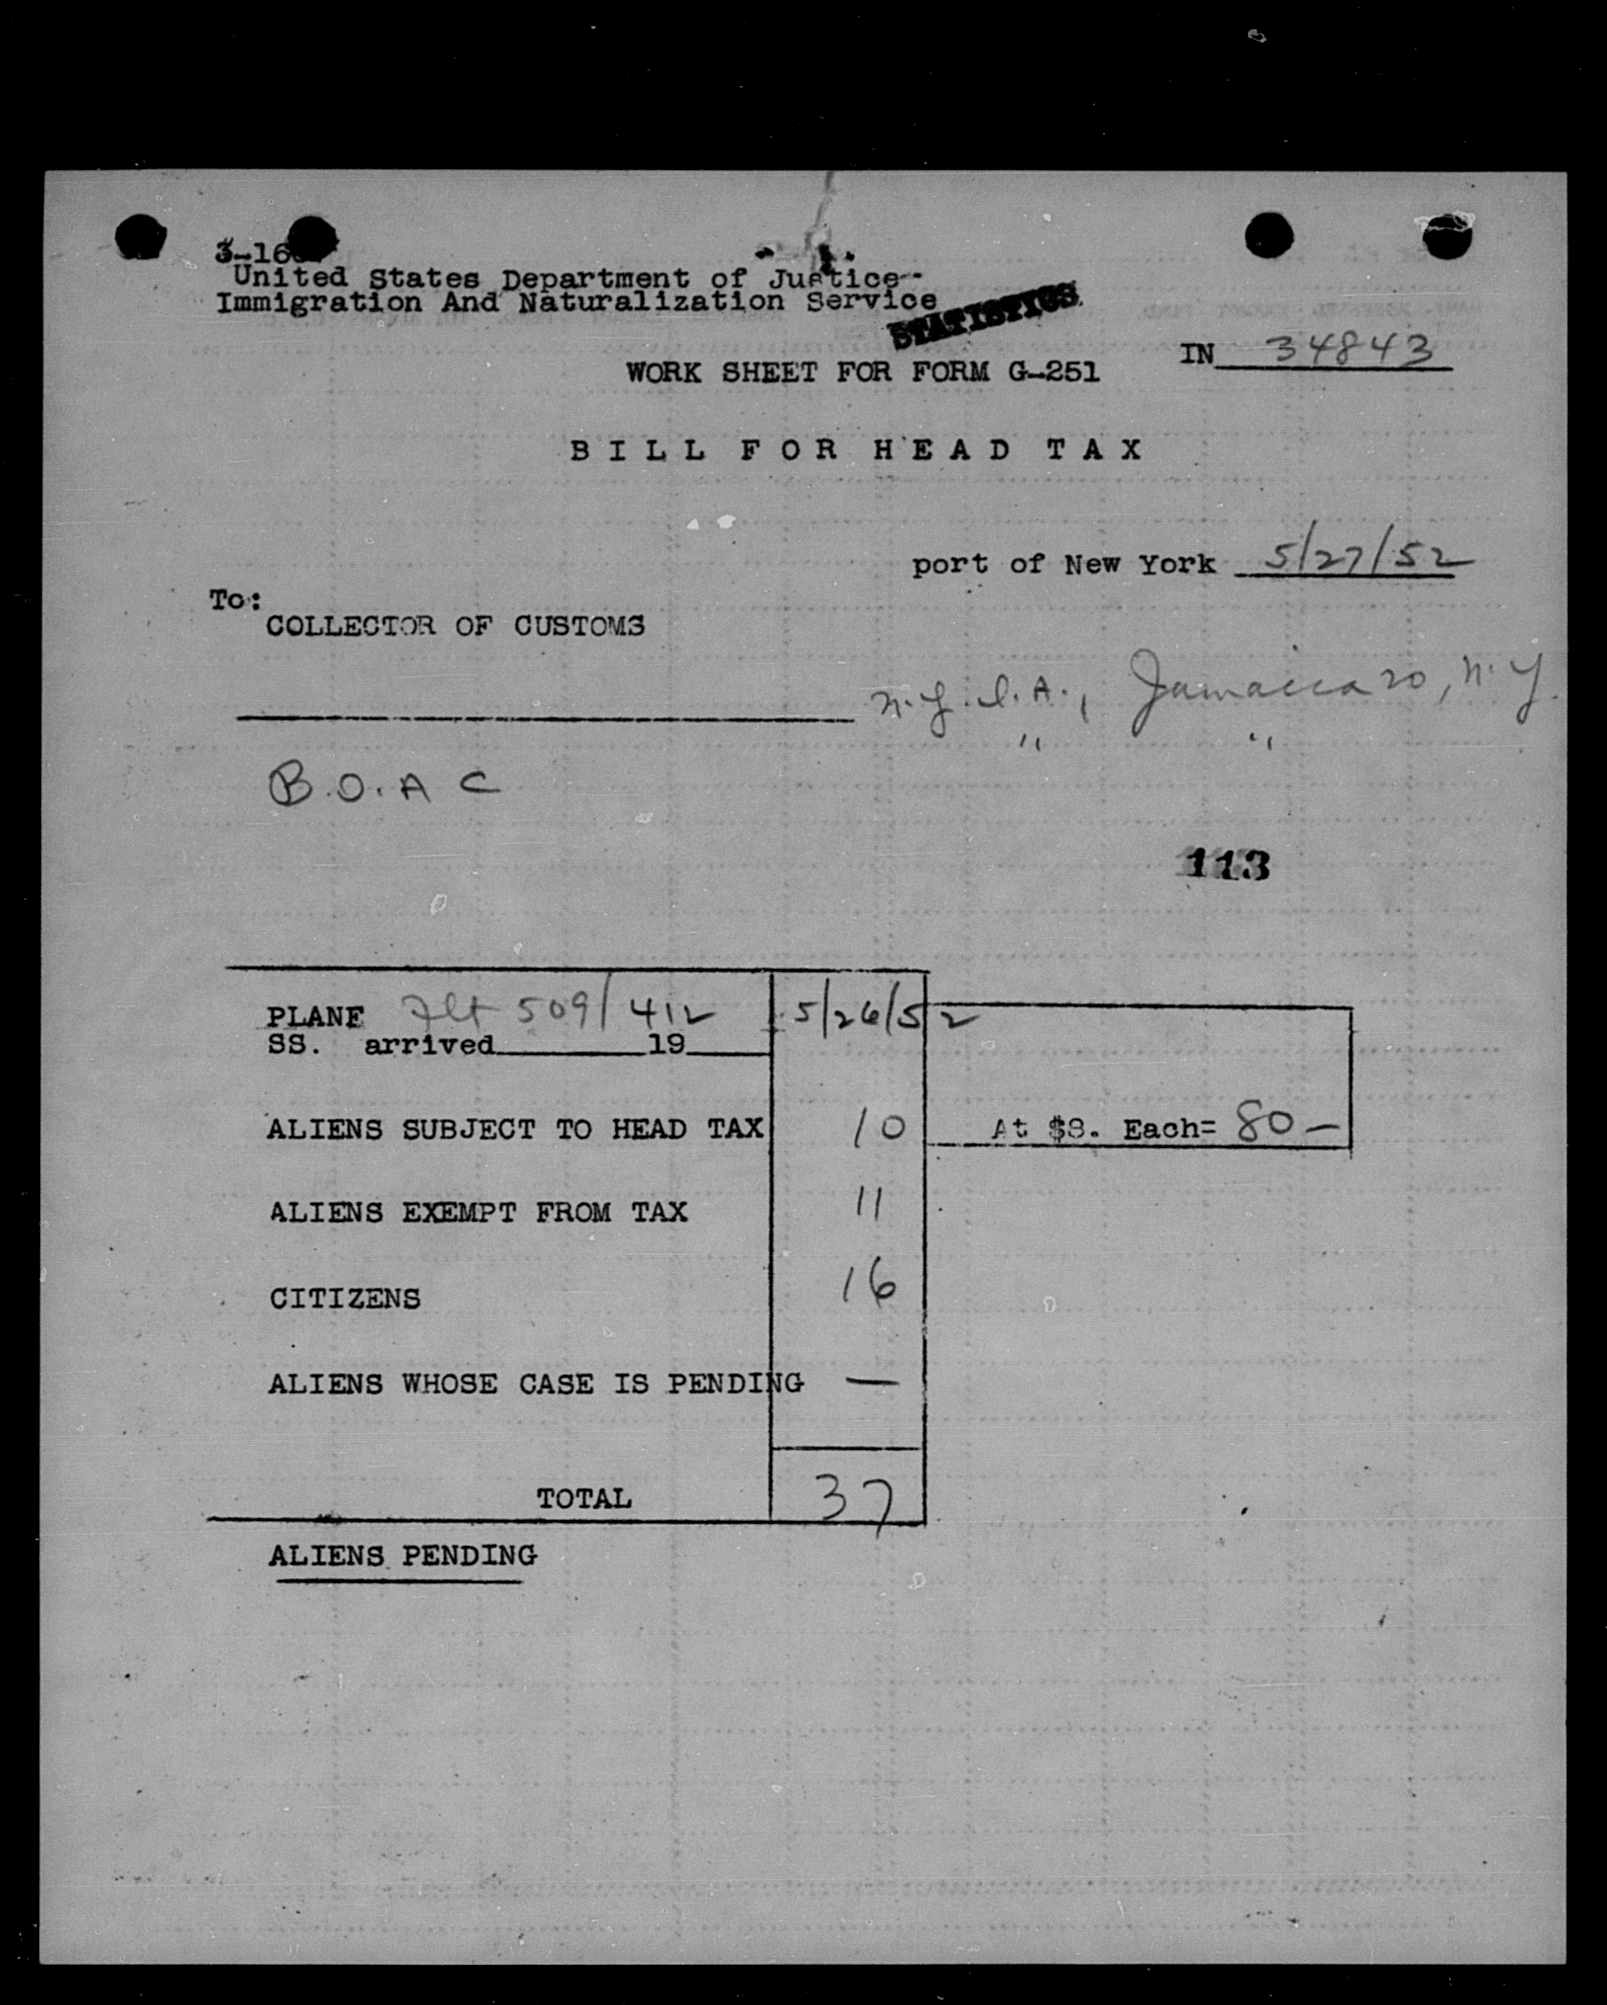 3-16
United States Department of Justice
Immigration And Naturalization Service
STATISTICS
IN 34843
WORK SHEET FOR FORM G-251
BILL FOR HEAD TAX
port of New York 5/27/52
To:
COLLECTOR OF CUSTOMS
N.Y.I.A., Jamaica 20, N.Y.
" "
B.O.A C
113
PLANE Flt 509/412 5/26/52
SS. arrived 19
ALIENS SUBJECT TO HEAD TAX 10 At $8. Each= 80 —
ALIENS EXEMPT FROM TAX 11
CITIZENS 16
ALIENS WHOSE CASE IS PENDING —
TOTAL 37
ALIENS PENDING